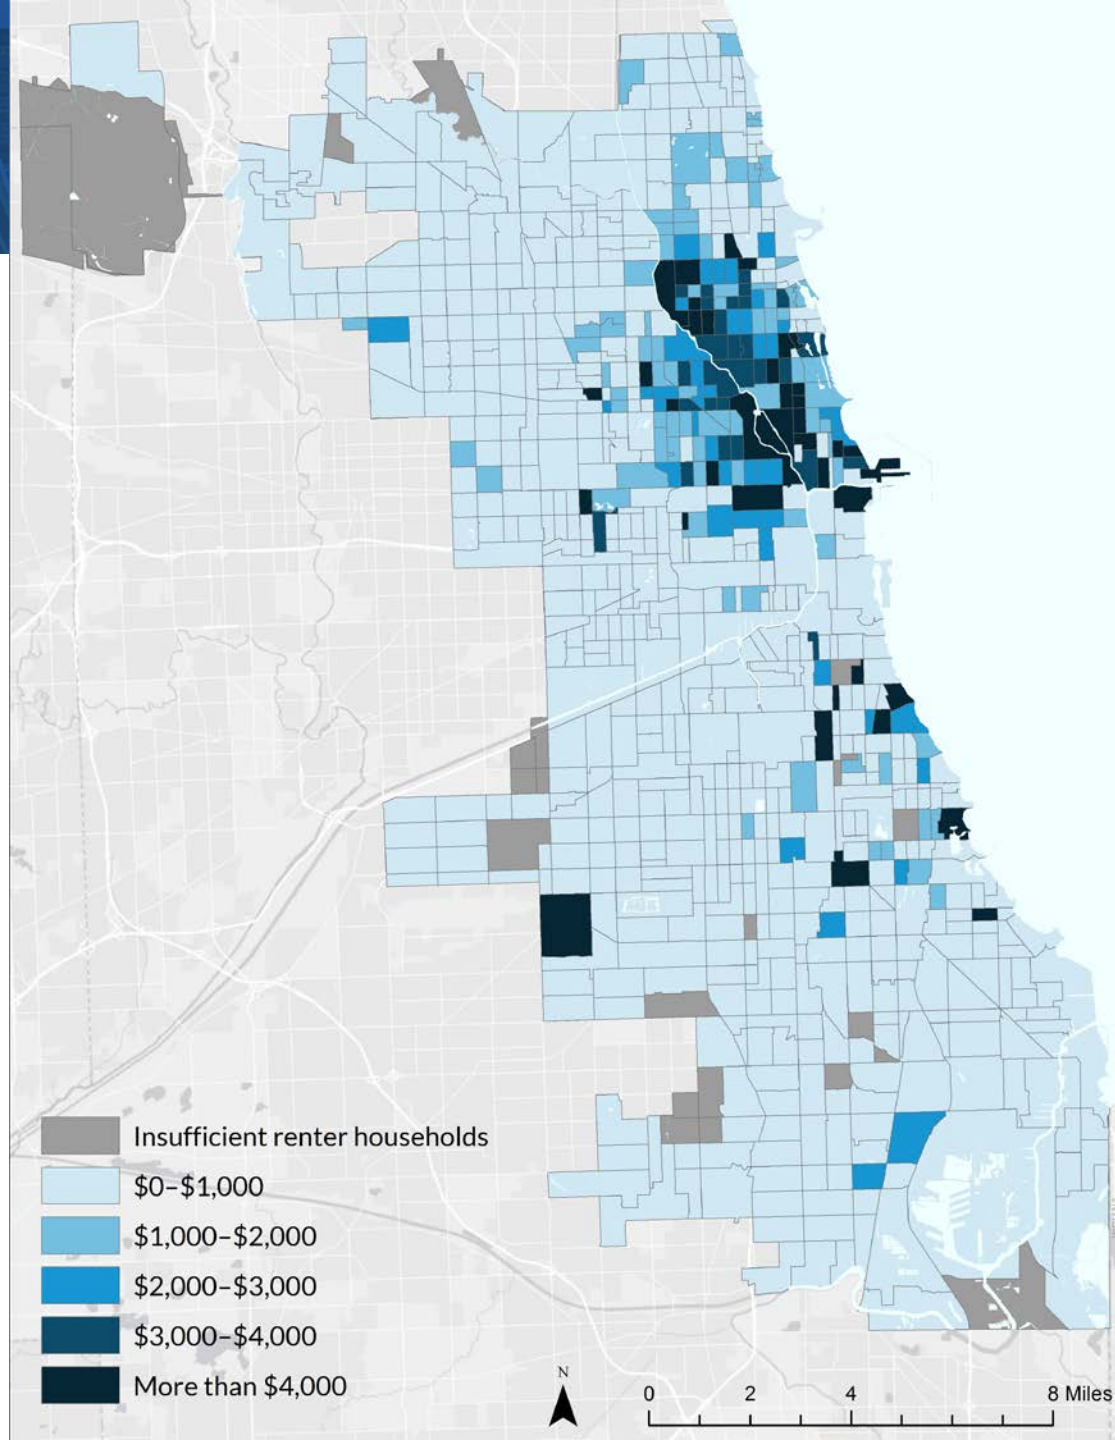 Insufficient renter households
$0–$1,000
$1,000–$2,000
$2,000–$3,000
$3,000–$4,000
More than $4,000
N
0 2 4 8 Miles